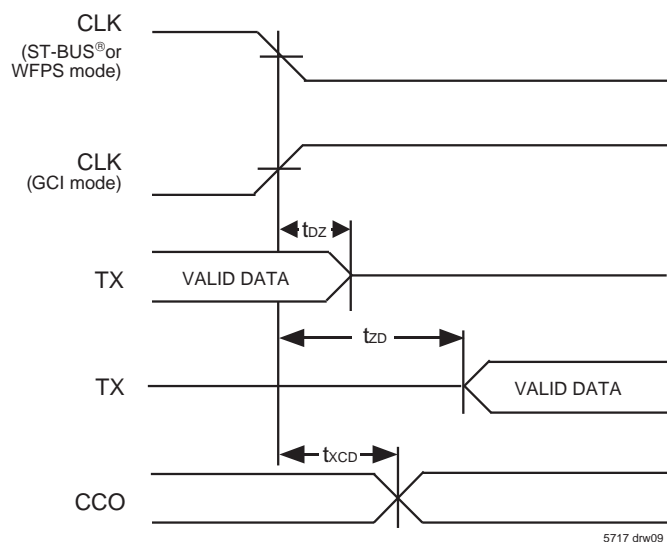 CLK
(ST-BUS®or
WFPS mode)
CLK
(GCI mode)
tDZ
TX
VALID DATA
tZD
TX
VALID DATA
tXCD
CCO
5717 drw09